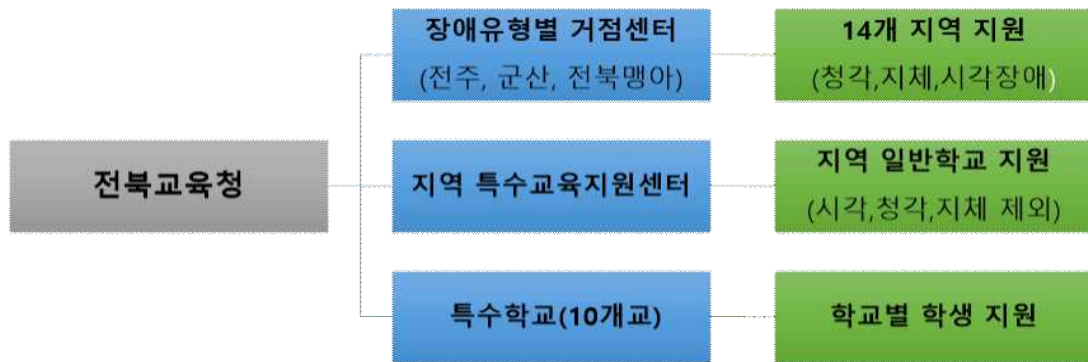 장애유형별 거점센터
(전주, 군산, 전북맹아)
14개 지역 지원
(청각,지체,시각장애)
전북교육청
지역 특수교육지원센터
지역 일반학교 지원
(시각,청각,지체 제외)
특수학교(10개교)
학교별 학생 지원